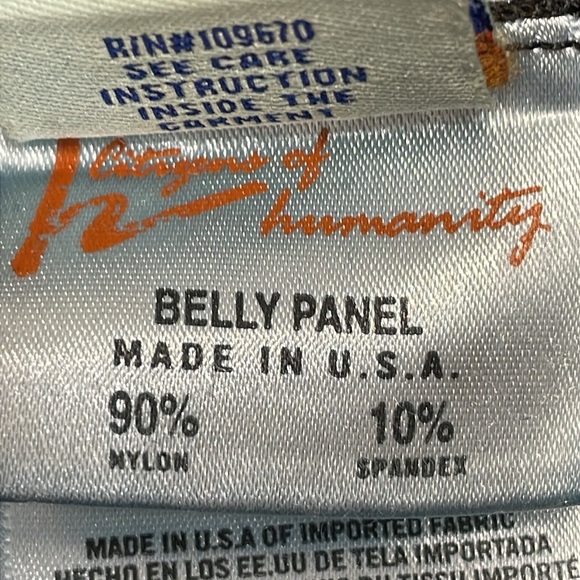 R/N#109670
SEE CARE
INSTRUCTION
INSIDE THE
GARMENT
Citizens of
humanity
BELLY PANEL
MADE IN U.S.A.
90% 10%
NYLON SPANDEX
MADE IN U.S.A OF IMPORTED FABRIC
HECHO EN LOS EE.UU DE TELA IMPORTADA
IMPORTÉ